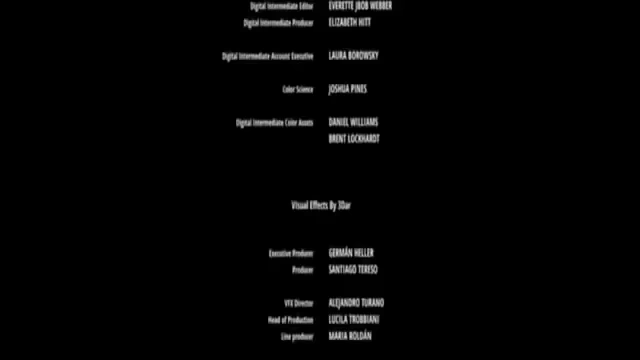 Digital Intermediate Editor EVERETTE JBOB WEBBER
Digital Intermediate Producer ELIZABETH HITT
Digital Intermediate Account Executive LAURA BOROWSKY
Color Science JOSHUA PINES
Digital Intermediate Color Assets DANIEL WILLIAMS
BRENT LOCKHARDT
Visual Effects By 3Dar
Executive Producer GERMÁN HELLER
Producer SANTIAGO TERESO
VFX Director ALEJANDRO TURANO
Head of Production LUCILA TROBBIANI
Line producer MARIA ROLDÁN